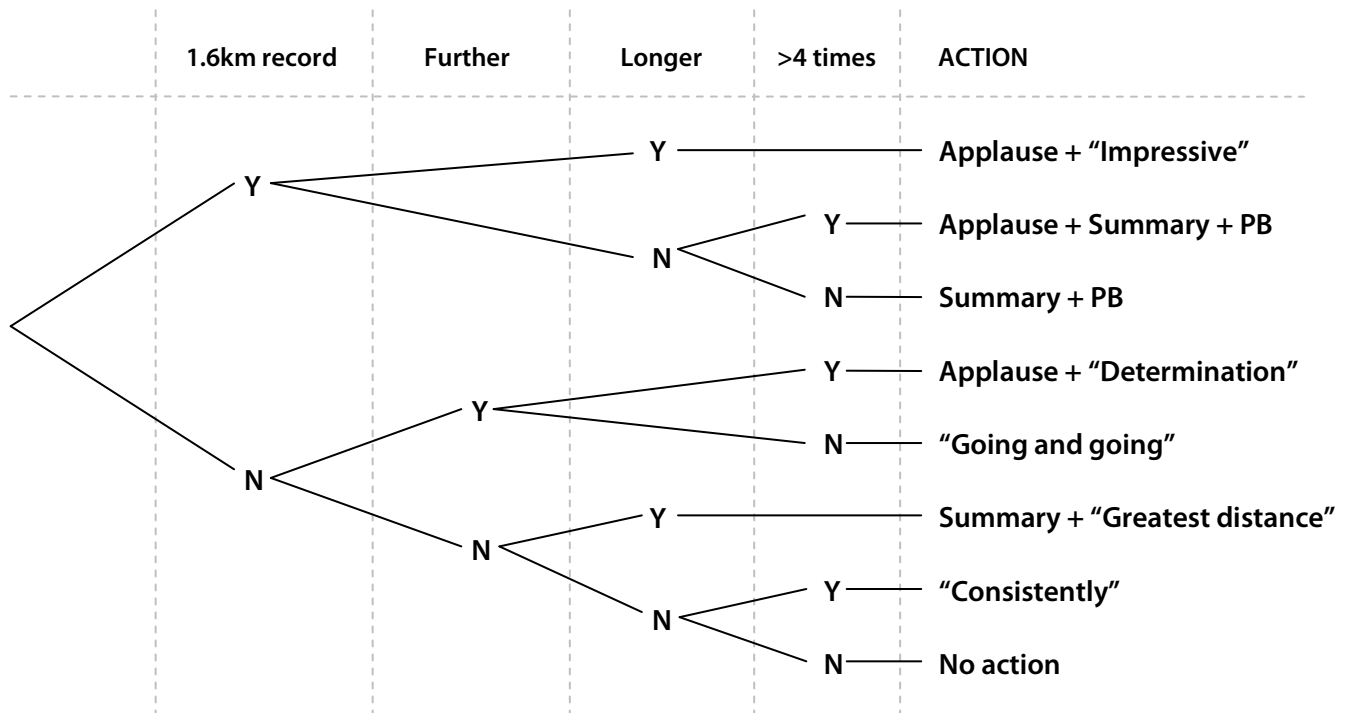 1.6km record Further Longer >4 times ACTION
Y Applause + “Impressive”
Y
Y Applause + Summary + PB
N
N Summary + PB
Y Applause + “Determination”
Y
N “Going and going”
N
Y Summary + “Greatest distance”
N
Y “Consistently”
N
N No action